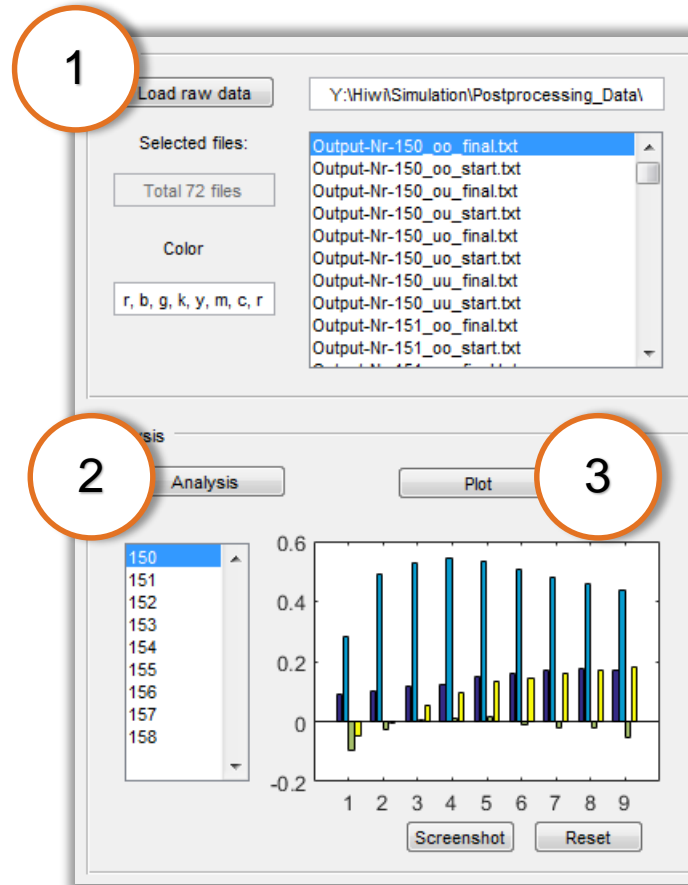 1
Load raw data
Y:\Hiwi\Simulation\Postprocessing_Data\
Selected files:
Total 72 files
Color
r, b, g, k, y, m, c, r
Output-Nr-150_oo_final.txt
Output-Nr-150_oo_start.txt
Output-Nr-150_ou_final.txt
Output-Nr-150_ou_start.txt
Output-Nr-150_uo_final.txt
Output-Nr-150_uo_start.txt
Output-Nr-150_uu_final.txt
Output-Nr-150_uu_start.txt
Output-Nr-151_oo_final.txt
Output-Nr-151_oo_start.txt
2
Analysis
Plot
3
150
151
152
153
154
155
156
157
158
0.6
0.4
0.2
0
-0.2
1 2 3 4 5 6 7 8 9
Screenshot
Reset